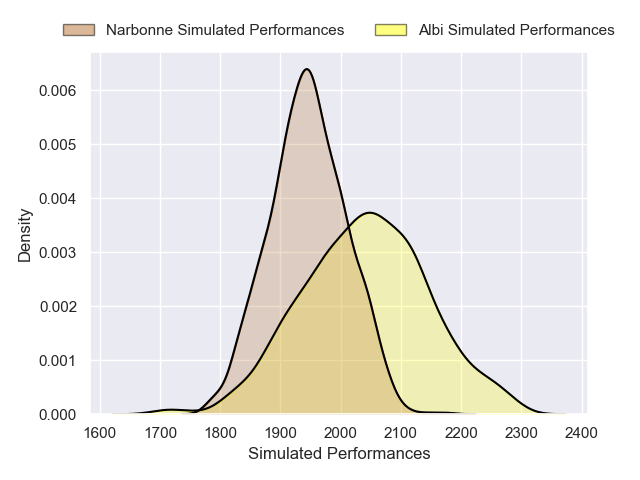 Narbonne Simulated Performances Albi Simulated Performances
0.006
0.005
0.004
0.003
0.002
0.001
0.000
Density
1600 1700 1800 1900 2000 2100 2200 2300 2400
Simulated Performances